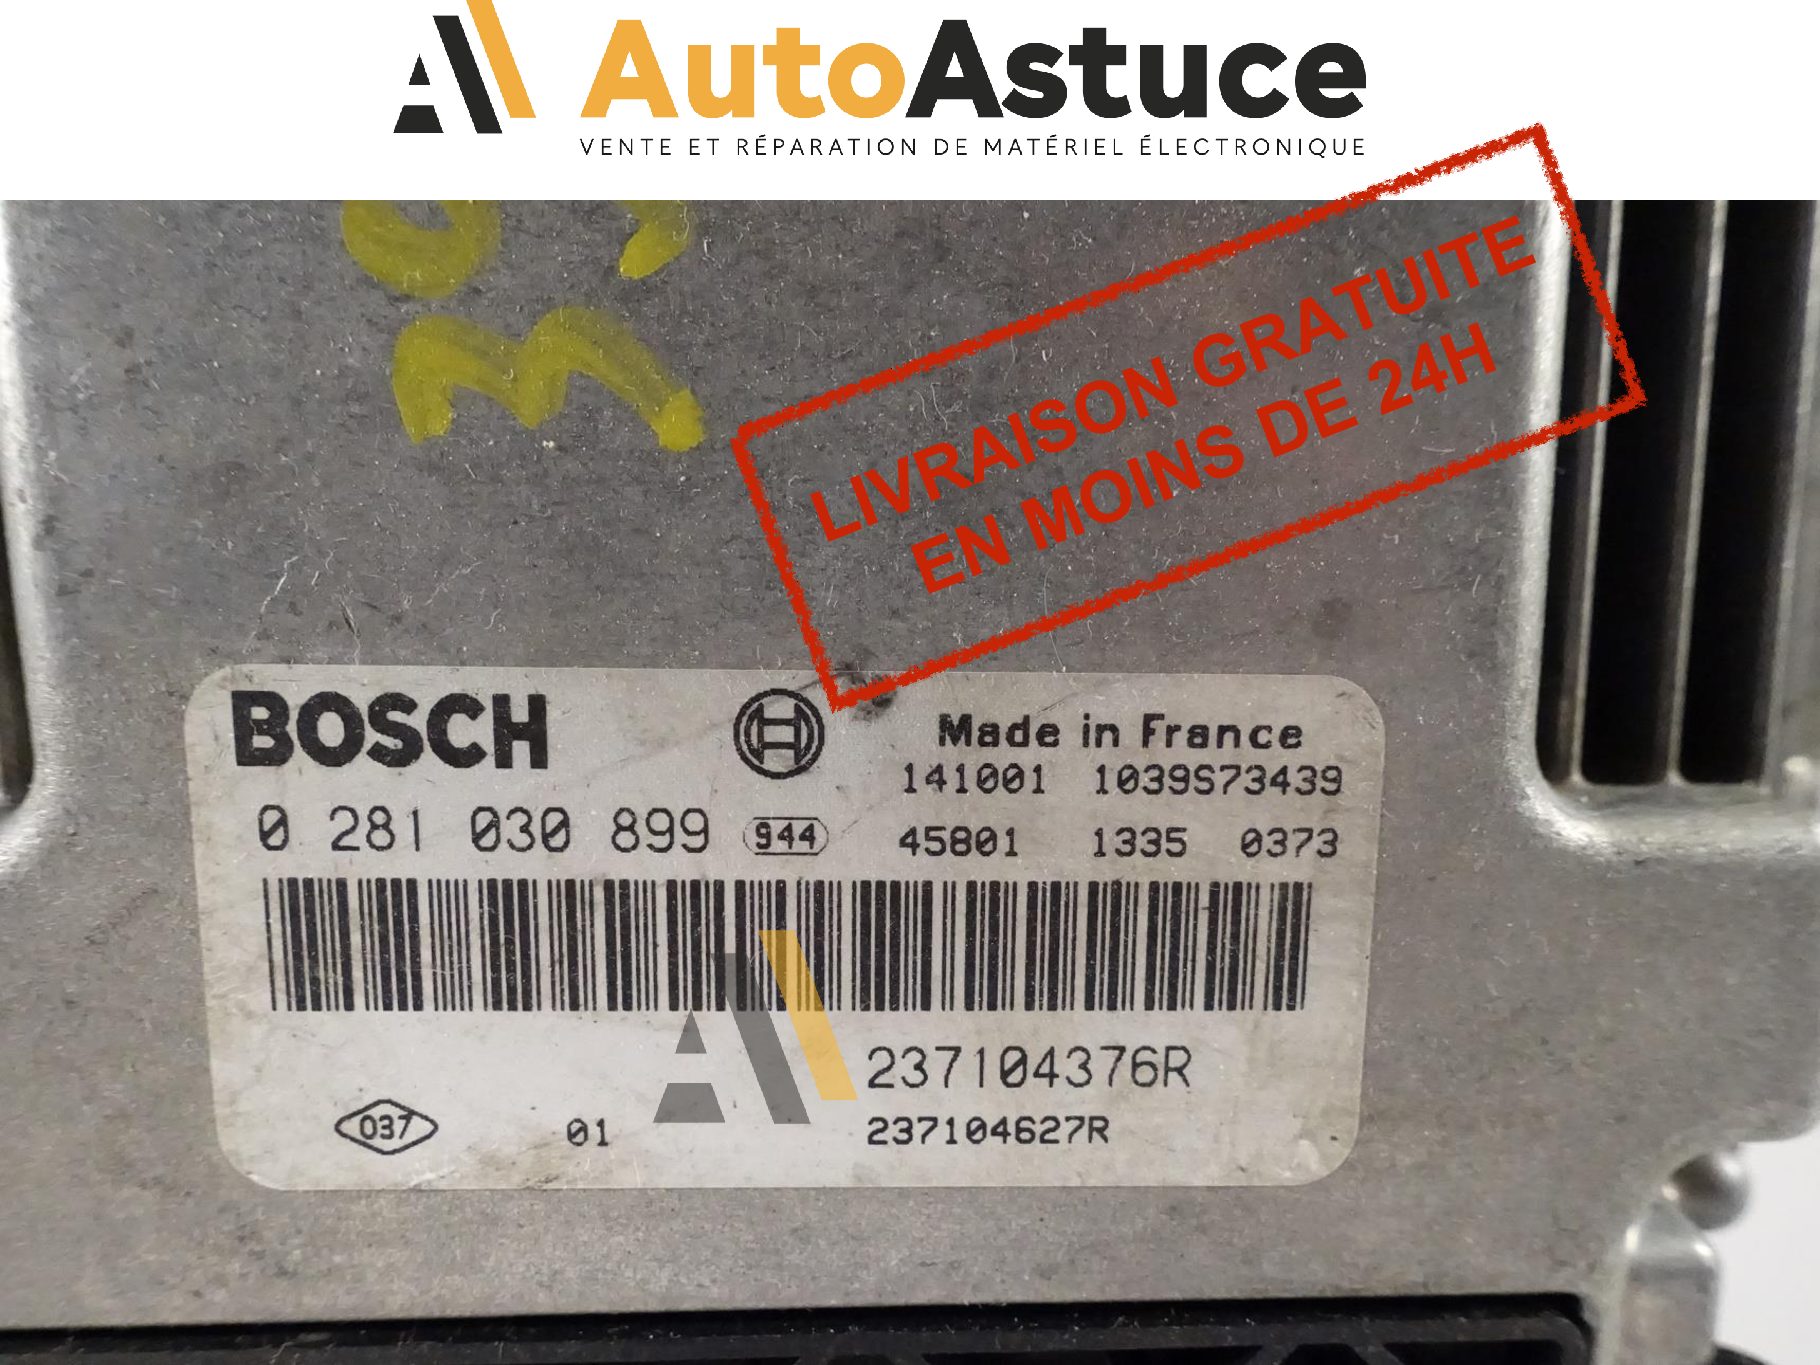 AutoAstuce
VENTE ET RÉPARATION DE MATÉRIEL ÉLECTRONIQUE
LIVRAISON GRATUITE
EN MOINS DE 24H
BOSCH
Made in France
141001 1039S73439
0 281 030 899 944 45801 1335 0373
237104376R
037 01 237104627R